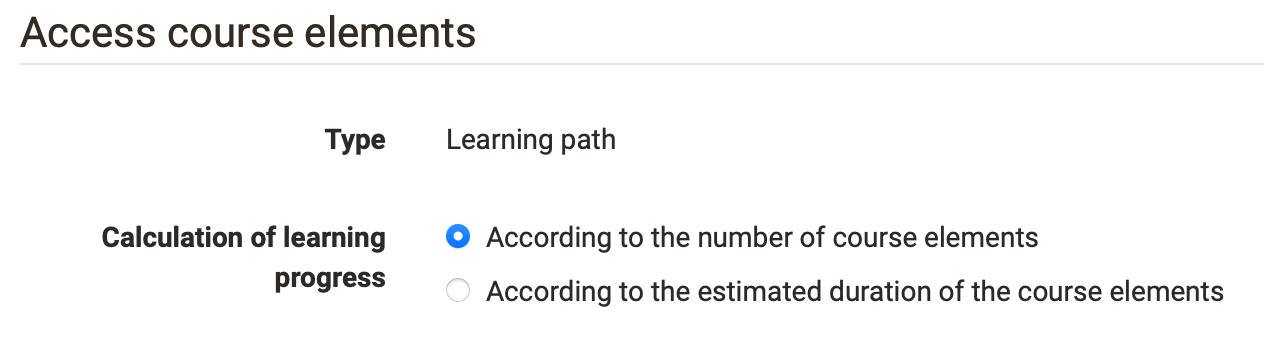 Access course elements
Type
Learning path
Calculation of learning
progress
According to the number of course elements
According to the estimated duration of the course elements